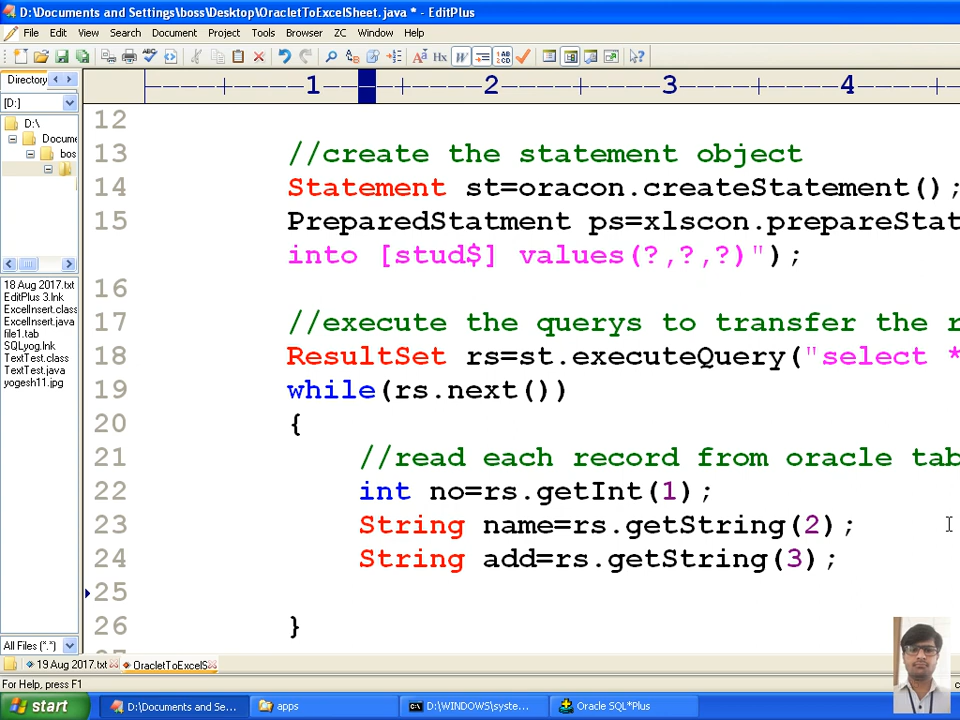 D:\Documents and Settings\boss\Desktop\OracletToExcelSheet.java * - EditPlus
File Edit View Search Document Project Tools Browser ZC Window Help
Directory
[D:]
D:\
Docume
bos
18 Aug 2017.txt
EditPlus 3.lnk
ExcelInsert.class
ExcelInsert.java
file1.tab
SQLyog.lnk
TextTest.class
TextTest.java
yogesh11.jpg
All Files (*.*)
1 2 3 4
12
13 //create the statement object
14 Statement st=oracon.createStatement();
15 PreparedStatment ps=xlscon.prepareStat
into [stud$] values(?,?,?)");
16
17 //execute the querys to transfer the r
18 ResultSet rs=st.executeQuery("select *
19 while(rs.next())
20 {
21 //read each record from oracle tab
22 int no=rs.getInt(1);
23 String name=rs.getString(2);
24 String add=rs.getString(3);
25
26 }
19 Aug 2017.txt OracletToExcelS
For Help, press F1
start D:\Documents and Se... apps D:\WINDOWS\syste... Oracle SQL*Plus